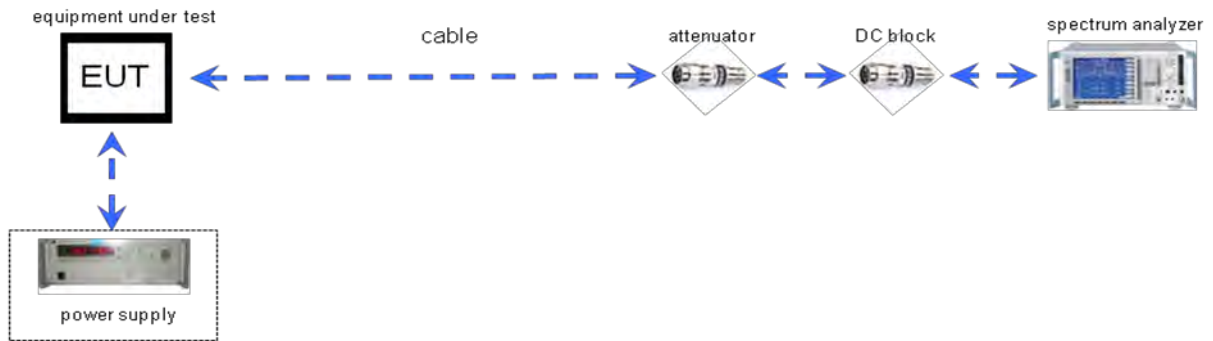 equipment under test
EUT
cable
attenuator
DC block
spectrum analyzer
power supply